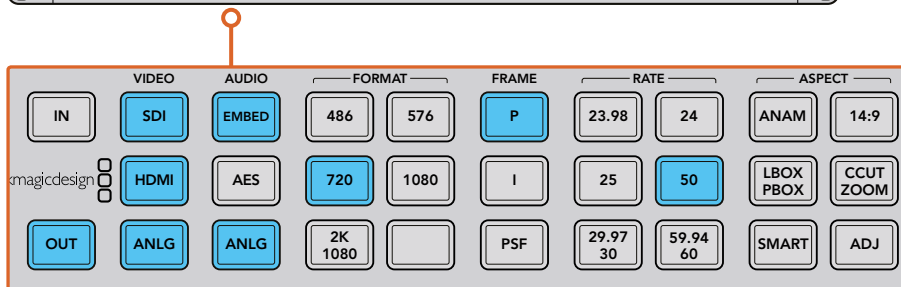 VIDEO AUDIO FORMAT FRAME RATE ASPECT
IN SDI EMBED 486 576 P 23.98 24 ANAM 14:9
magicdesign HDMI AES 720 1080 I 25 50 LBOX PBOX CCUT ZOOM
OUT ANLG ANLG 2K 1080 PSF 29.97 30 59.94 60 SMART ADJ